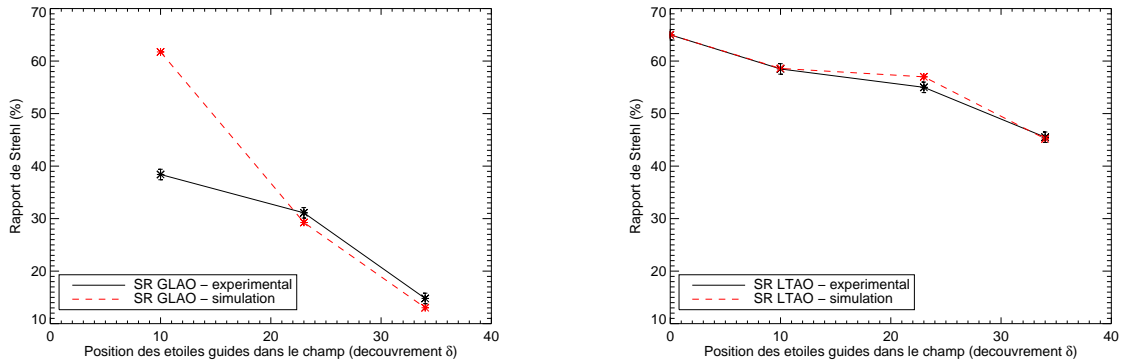 70
60
50
40
30
20
10
Rapport de Strehl (%)
SR GLAO – experimental
SR GLAO – simulation
0 10 20 30 40
Position des etoiles guides dans le champ (decouvrement δ)
70
60
50
40
30
20
10
Rapport de Strehl (%)
SR LTAO – experimental
SR LTAO – simulation
0 10 20 30 40
Position des etoiles guides dans le champ (decouvrement δ)